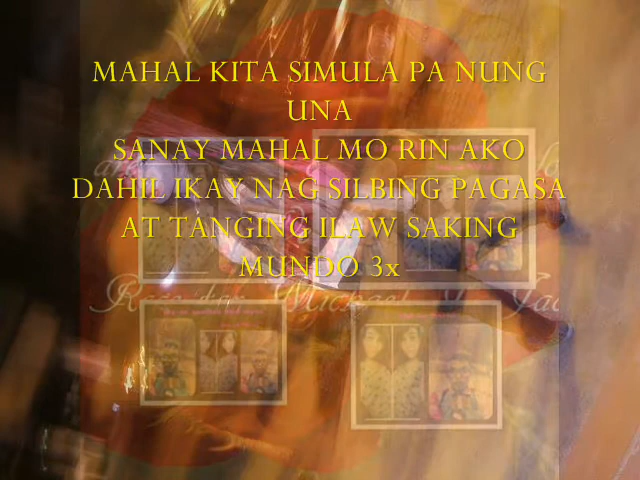 MAHAL KITA SIMULA PA NUNG
UNA
SANAY MAHAL MO RIN AKO
DAHIL IKAY NAG SILBING PAGASA
AT TANGING ILAW SAKING
MUNDO 3x
Michael